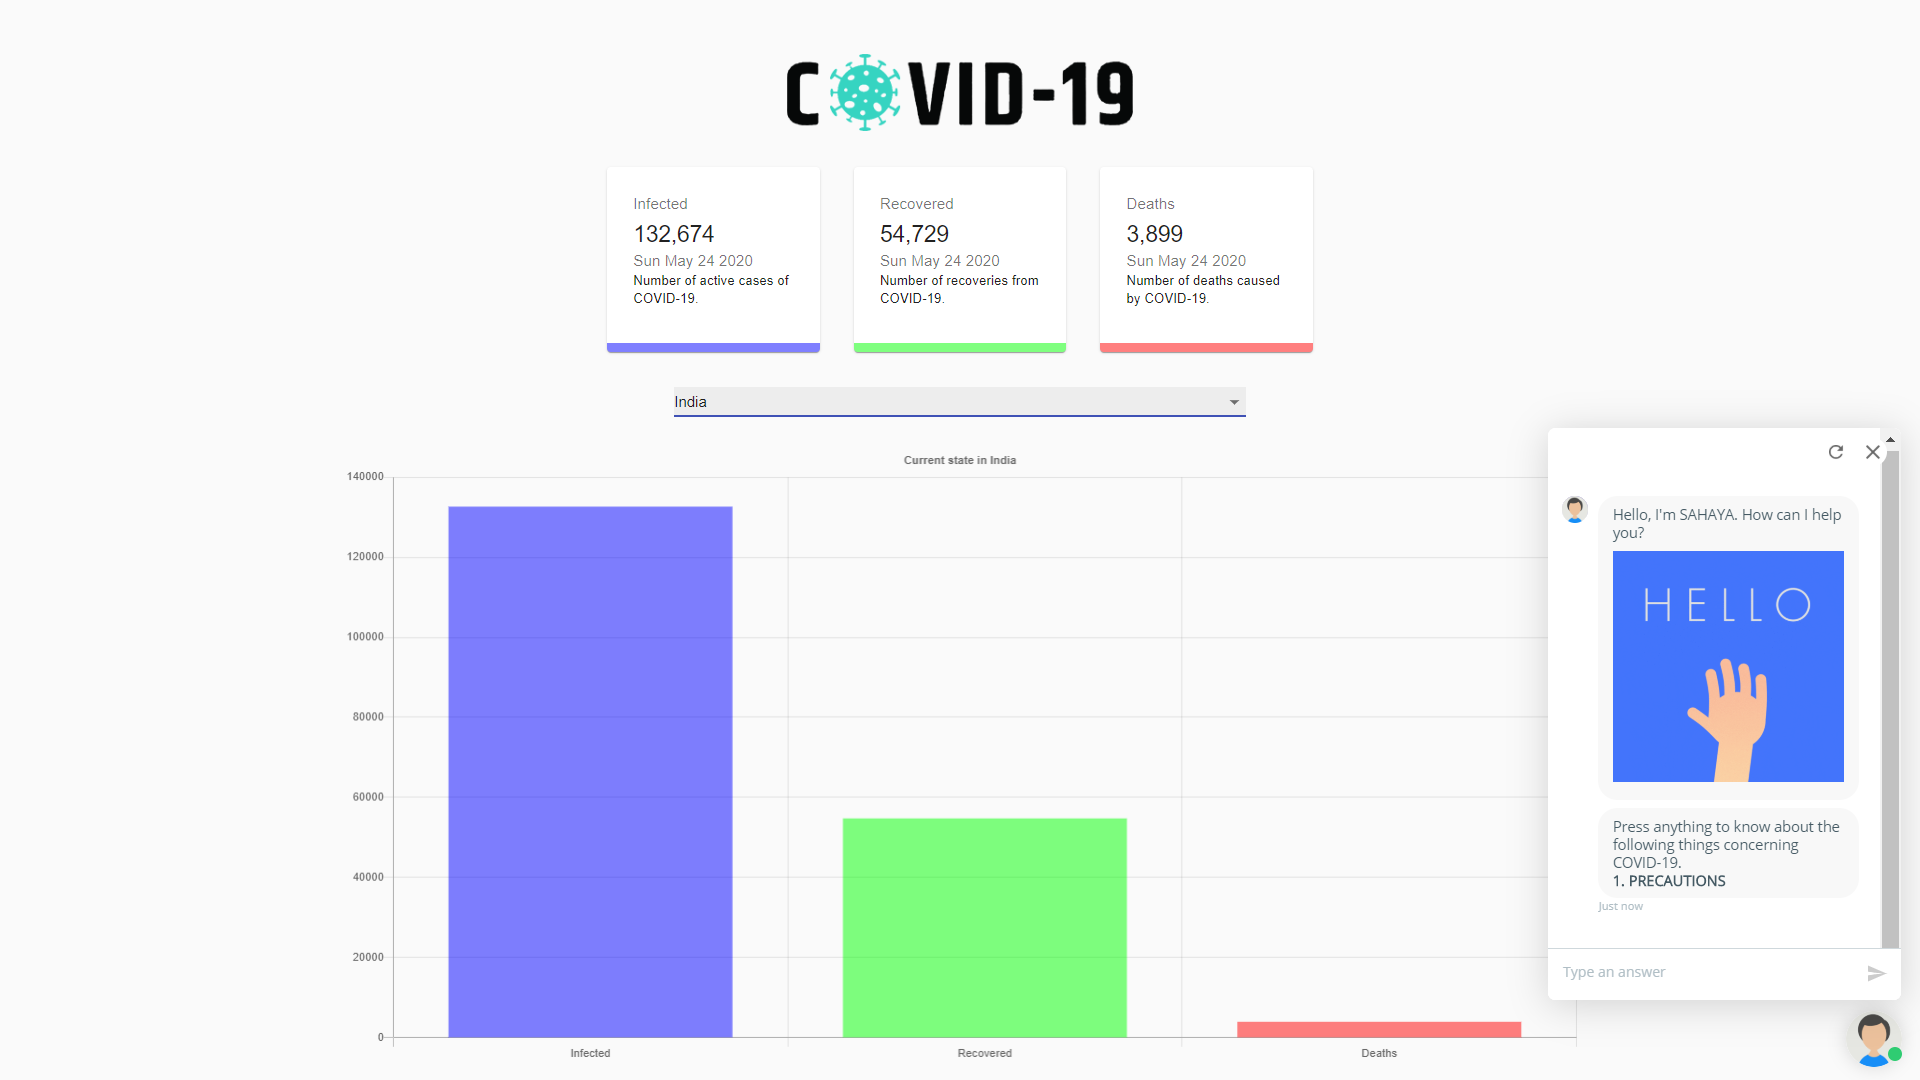 COVID-19
Infected
132,674
Sun May 24 2020
Number of active cases of
COVID-19.
Recovered
54,729
Sun May 24 2020
Number of recoveries from
COVID-19.
Deaths
3,899
Sun May 24 2020
Number of deaths caused
by COVID-19.
India
Current state in India
140000
120000
100000
80000
60000
40000
20000
0
Infected
Recovered
Deaths
Hello, I'm SAHAYA. How can I help
you?
HELLO
Press anything to know about the
following things concerning
COVID-19.
1. PRECAUTIONS
Just now
Type an answer